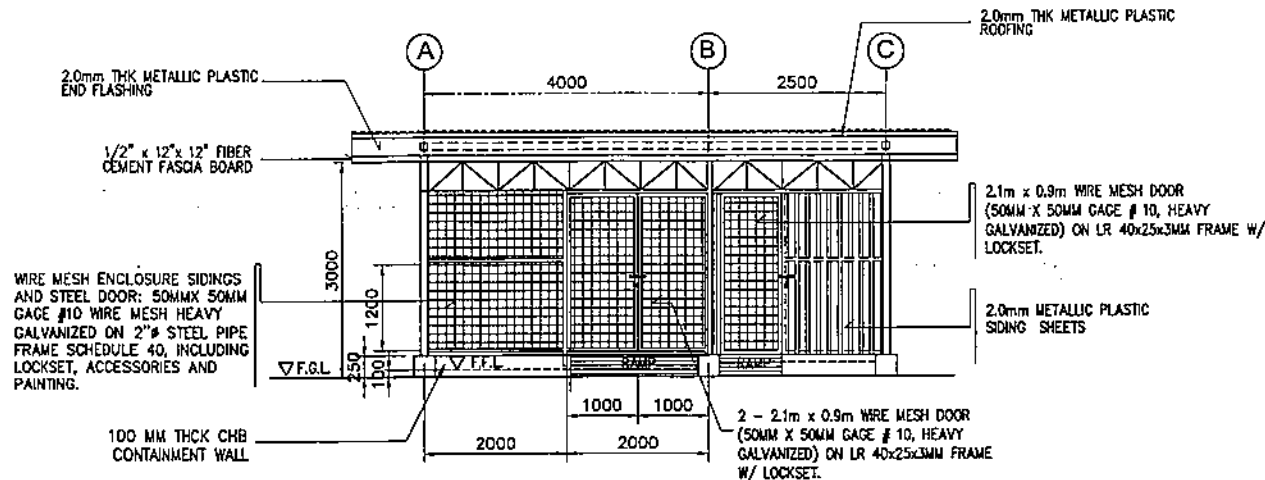 2.0mm THK METALLIC PLASTIC
ROOFING
A
B
C
2.0mm THK METALLIC PLASTIC
END FLASHING
4000
2500
1/2" x 12"x 12" FIBER
CEMENT FASCIA BOARD
2.1m x 0.9m WIRE MESH DOOR
(50MM X 50MM GAGE # 10, HEAVY
GALVANIZED) ON LR 40x25x3MM FRAME W/
LOCKSET.
3000
WIRE MESH ENCLOSURE SIDINGS
AND STEEL DOOR: 50MMX 50MM
GAGE #10 WIRE MESH HEAVY
GALVANIZED ON 2"ø STEEL PIPE
FRAME SCHEDULE 40, INCLUDING
LOCKSET, ACCESSORIES AND
PAINTING.
1200
2.0mm METALLIC PLASTIC
SIDING SHEETS
F.G.L.
250
100
F.F.L.
RAMP
RAMP
1000
1000
2 - 2.1m x 0.9m WIRE MESH DOOR
(50MM X 50MM GAGE # 10, HEAVY
GALVANIZED) ON LR 40x25x3MM FRAME
W/ LOCKSET.
100 MM THCK CHB
CONTAINMENT WALL
2000
2000